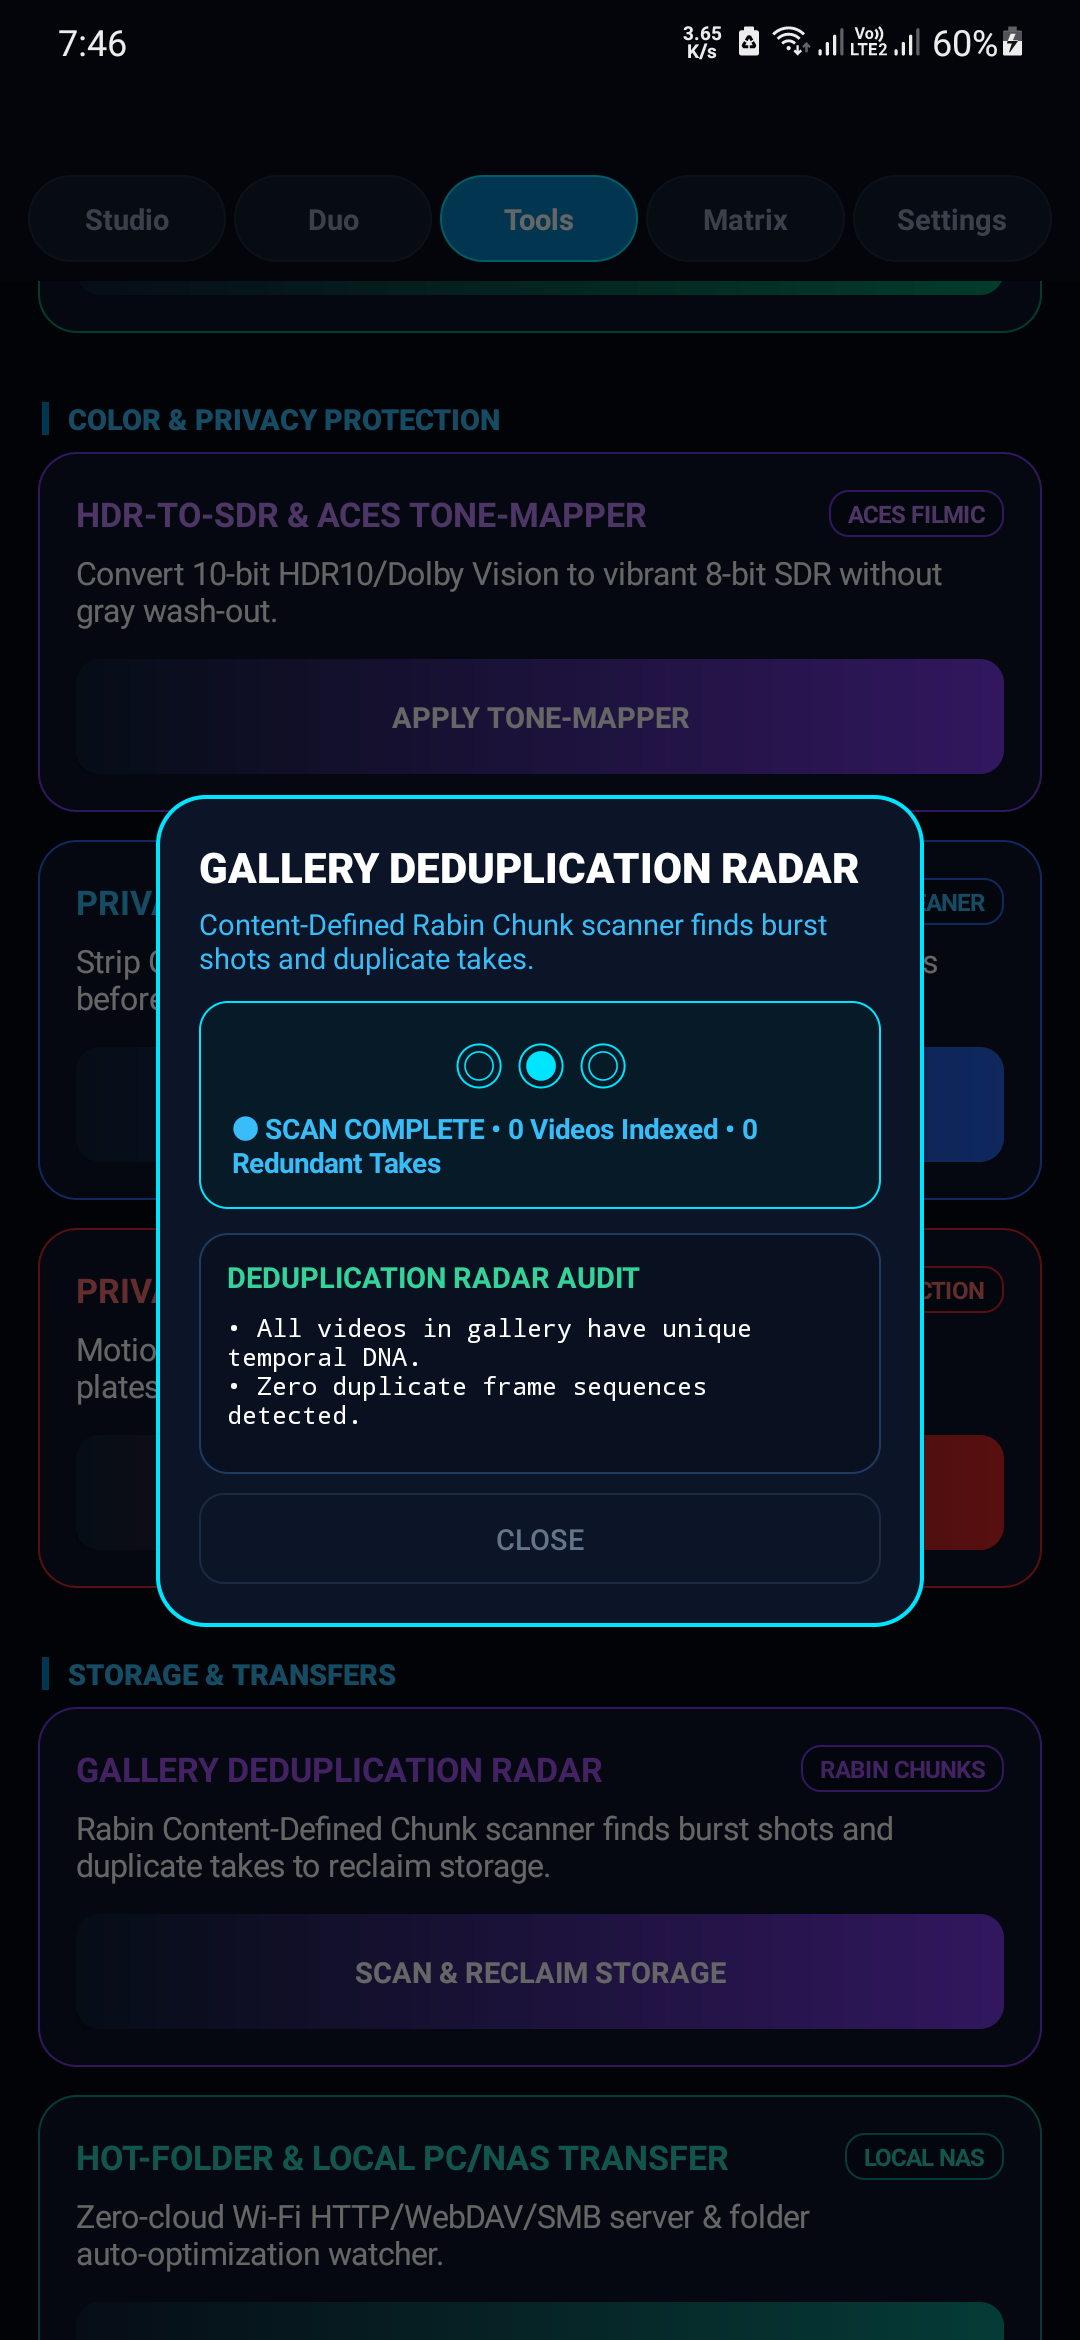 7:46
3.65
K/s
Vo))
LTE2
60%
Studio
Duo
Tools
Matrix
Settings
COLOR & PRIVACY PROTECTION
HDR-TO-SDR & ACES TONE-MAPPER
ACES FILMIC
Convert 10-bit HDR10/Dolby Vision to vibrant 8-bit SDR without
gray wash-out.
APPLY TONE-MAPPER
GALLERY DEDUPLICATION RADAR
Content-Defined Rabin Chunk scanner finds burst
shots and duplicate takes.
SCAN COMPLETE • 0 Videos Indexed • 0
Redundant Takes
DEDUPLICATION RADAR AUDIT
• All videos in gallery have unique
temporal DNA.
• Zero duplicate frame sequences
detected.
CLOSE
Strip
before
plates
STORAGE & TRANSFERS
GALLERY DEDUPLICATION RADAR
RABIN CHUNKS
Rabin Content-Defined Chunk scanner finds burst shots and
duplicate takes to reclaim storage.
SCAN & RECLAIM STORAGE
HOT-FOLDER & LOCAL PC/NAS TRANSFER
LOCAL NAS
Zero-cloud Wi-Fi HTTP/WebDAV/SMB server & folder
auto-optimization watcher.